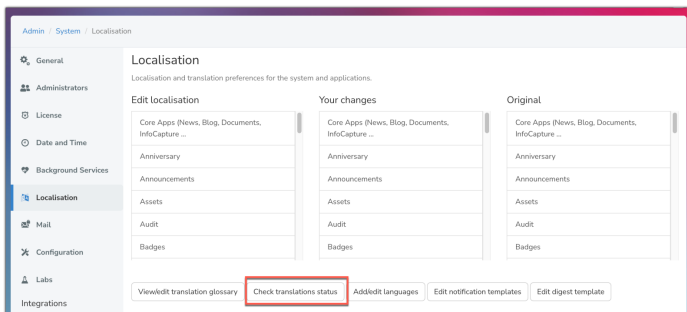 Admin / System / Localisation
General
Administrators
License
Date and Time
Background Services
Localisation
Mail
Configuration
Labs
Integrations
Localisation
Localisation and translation preferences for the system and applications.
Edit localisation
Core Apps (News, Blog, Documents,
InfoCapture ...
Anniversary
Announcements
Assets
Audit
Badges
Your changes
Core Apps (News, Blog, Documents,
InfoCapture ...
Anniversary
Announcements
Assets
Audit
Badges
Original
Core Apps (News, Blog, Documents,
InfoCapture ...
Anniversary
Announcements
Assets
Audit
Badges
View/edit translation glossary
Check translations status
Add/edit languages
Edit notification templates
Edit digest template